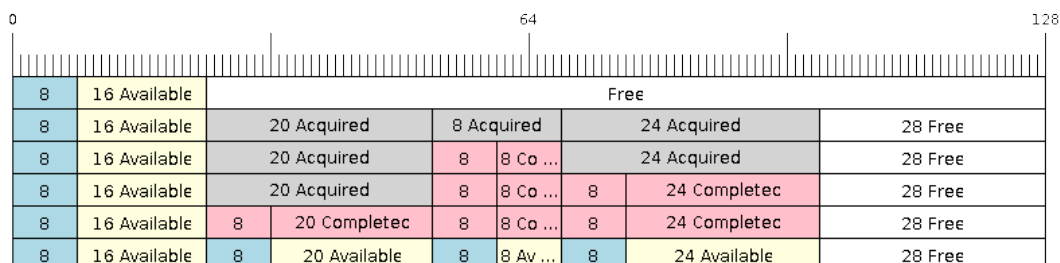 0 64 128
8 16 Available Free
8 16 Available 20 Acquired 8 Acquired 24 Acquired 28 Free
8 16 Available 20 Acquired 8 8 Co ... 24 Acquired 28 Free
8 16 Available 20 Acquired 8 8 Co ... 8 24 Completec 28 Free
8 16 Available 8 20 Completec 8 8 Co ... 8 24 Completec 28 Free
8 16 Available 8 20 Available 8 8 Av ... 8 24 Available 28 Free